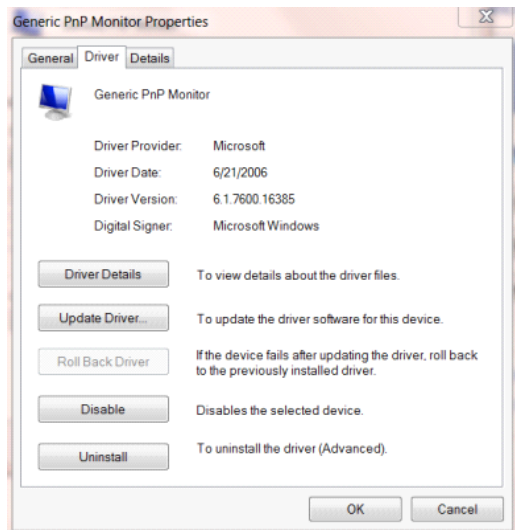 Generic PnP Monitor Properties
General Driver Details
Generic PnP Monitor
Driver Provider: Microsoft
Driver Date: 6/21/2006
Driver Version: 6.1.7600.16385
Digital Signer: Microsoft Windows
Driver Details To view details about the driver files.
Update Driver... To update the driver software for this device.
Roll Back Driver If the device fails after updating the driver, roll back
to the previously installed driver.
Disable Disables the selected device.
Uninstall To uninstall the driver (Advanced).
OK Cancel